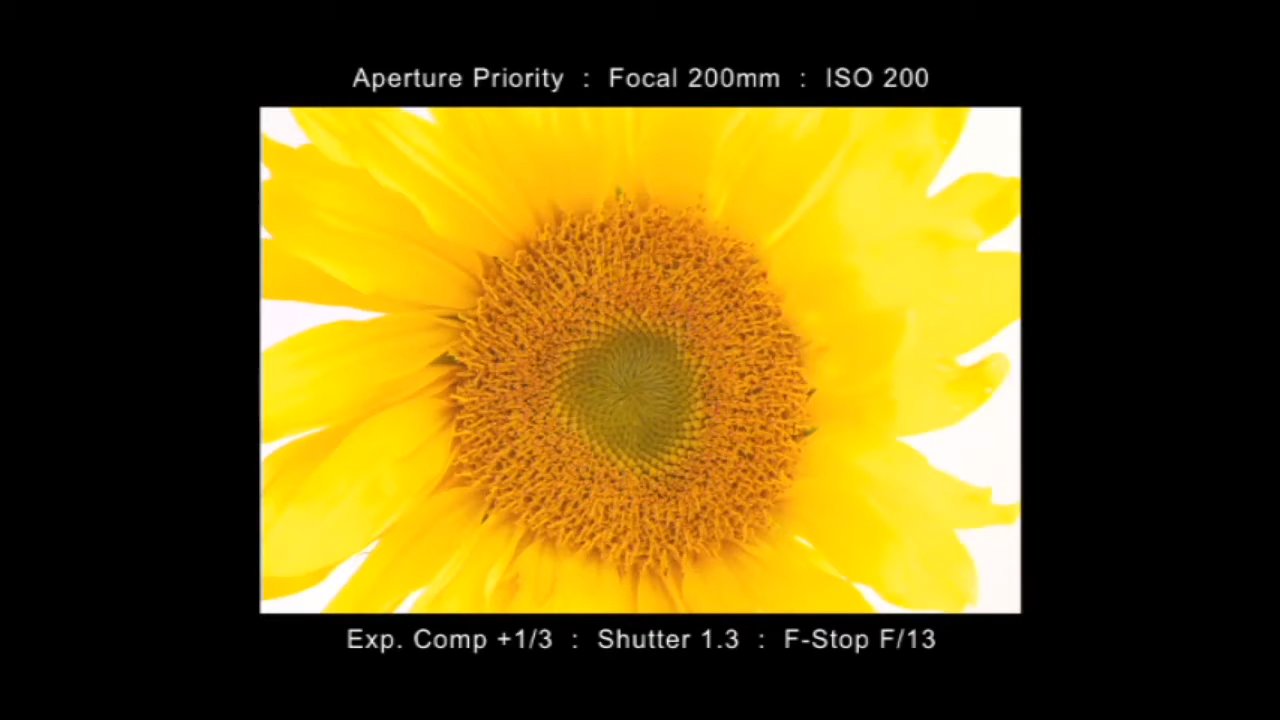 Aperture Priority : Focal 200mm : ISO 200
Exp. Comp +1/3 : Shutter 1.3 : F-Stop F/13